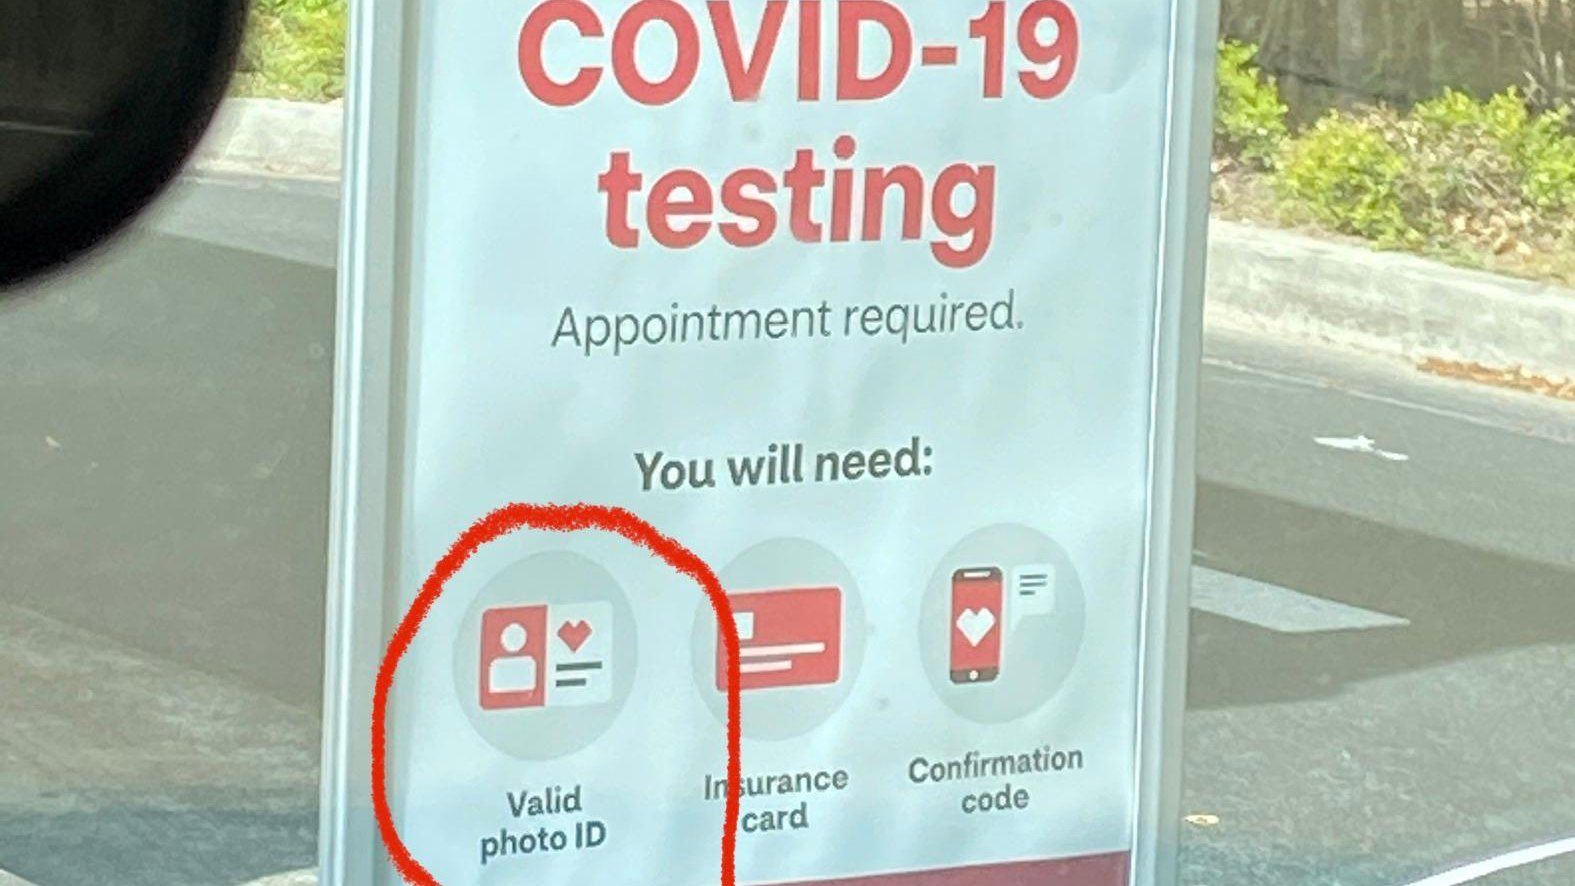 COVID-19
testing
Appointment required.
You will need:
Valid
photo ID
Insurance
card
Confirmation
code